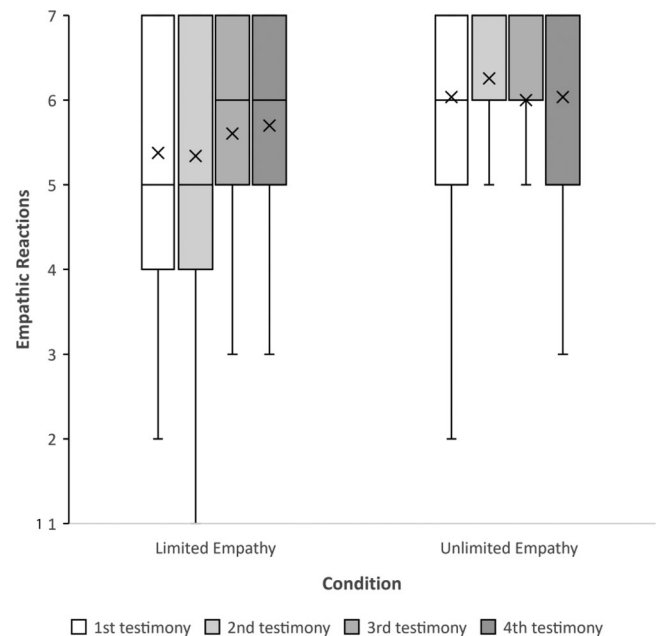 7
6
5
4
3
2
1 1
Empathic Reactions
Limited Empathy Unlimited Empathy
Condition
1st testimony 2nd testimony 3rd testimony 4th testimony